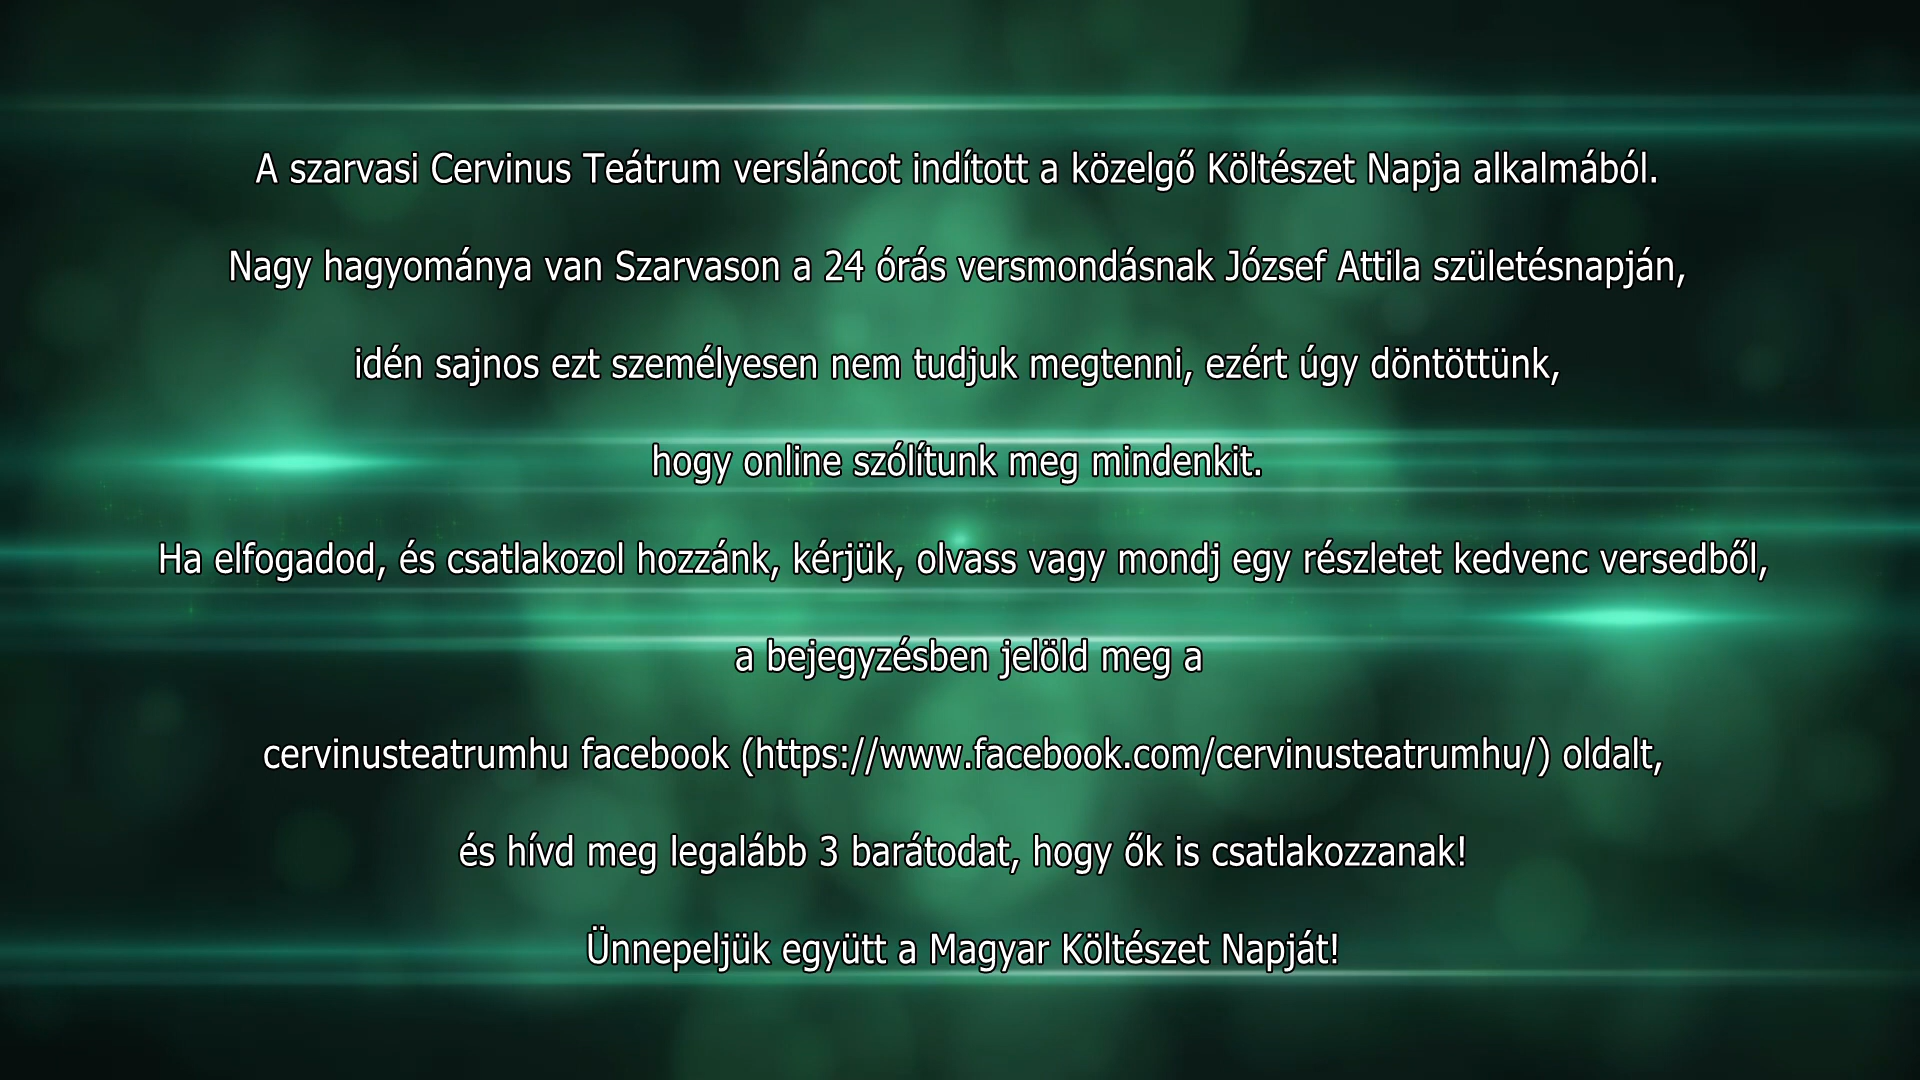 A szarvasi Cervinus Teátrum versláncot indított a közelgő Költészet Napja alkalmából.
Nagy hagyománya van Szarvason a 24 órás versmondásnak József Attila születésnapján,
idén sajnos ezt személyesen nem tudjuk megtenni, ezért úgy döntöttünk,
hogy online szólítunk meg mindenkit.
Ha elfogadod, és csatlakozol hozzánk, kérjük, olvass vagy mondj egy részletet kedvenc versedből,
a bejegyzésben jelöld meg a
cervinusteatrumhu facebook (https://www.facebook.com/cervinusteatrumhu/) oldalt,
és hívd meg legalább 3 barátodat, hogy ők is csatlakozzanak!
Ünnepeljük együtt a Magyar Költészet Napját!